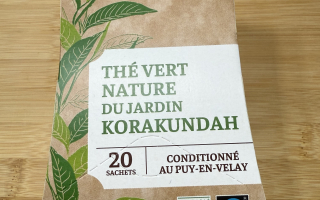 THÉ VERT
NATURE
DU JARDIN
KORAKUNDAH
20
SACHETS
CONDITIONNÉ
AU PUY-EN-VELAY